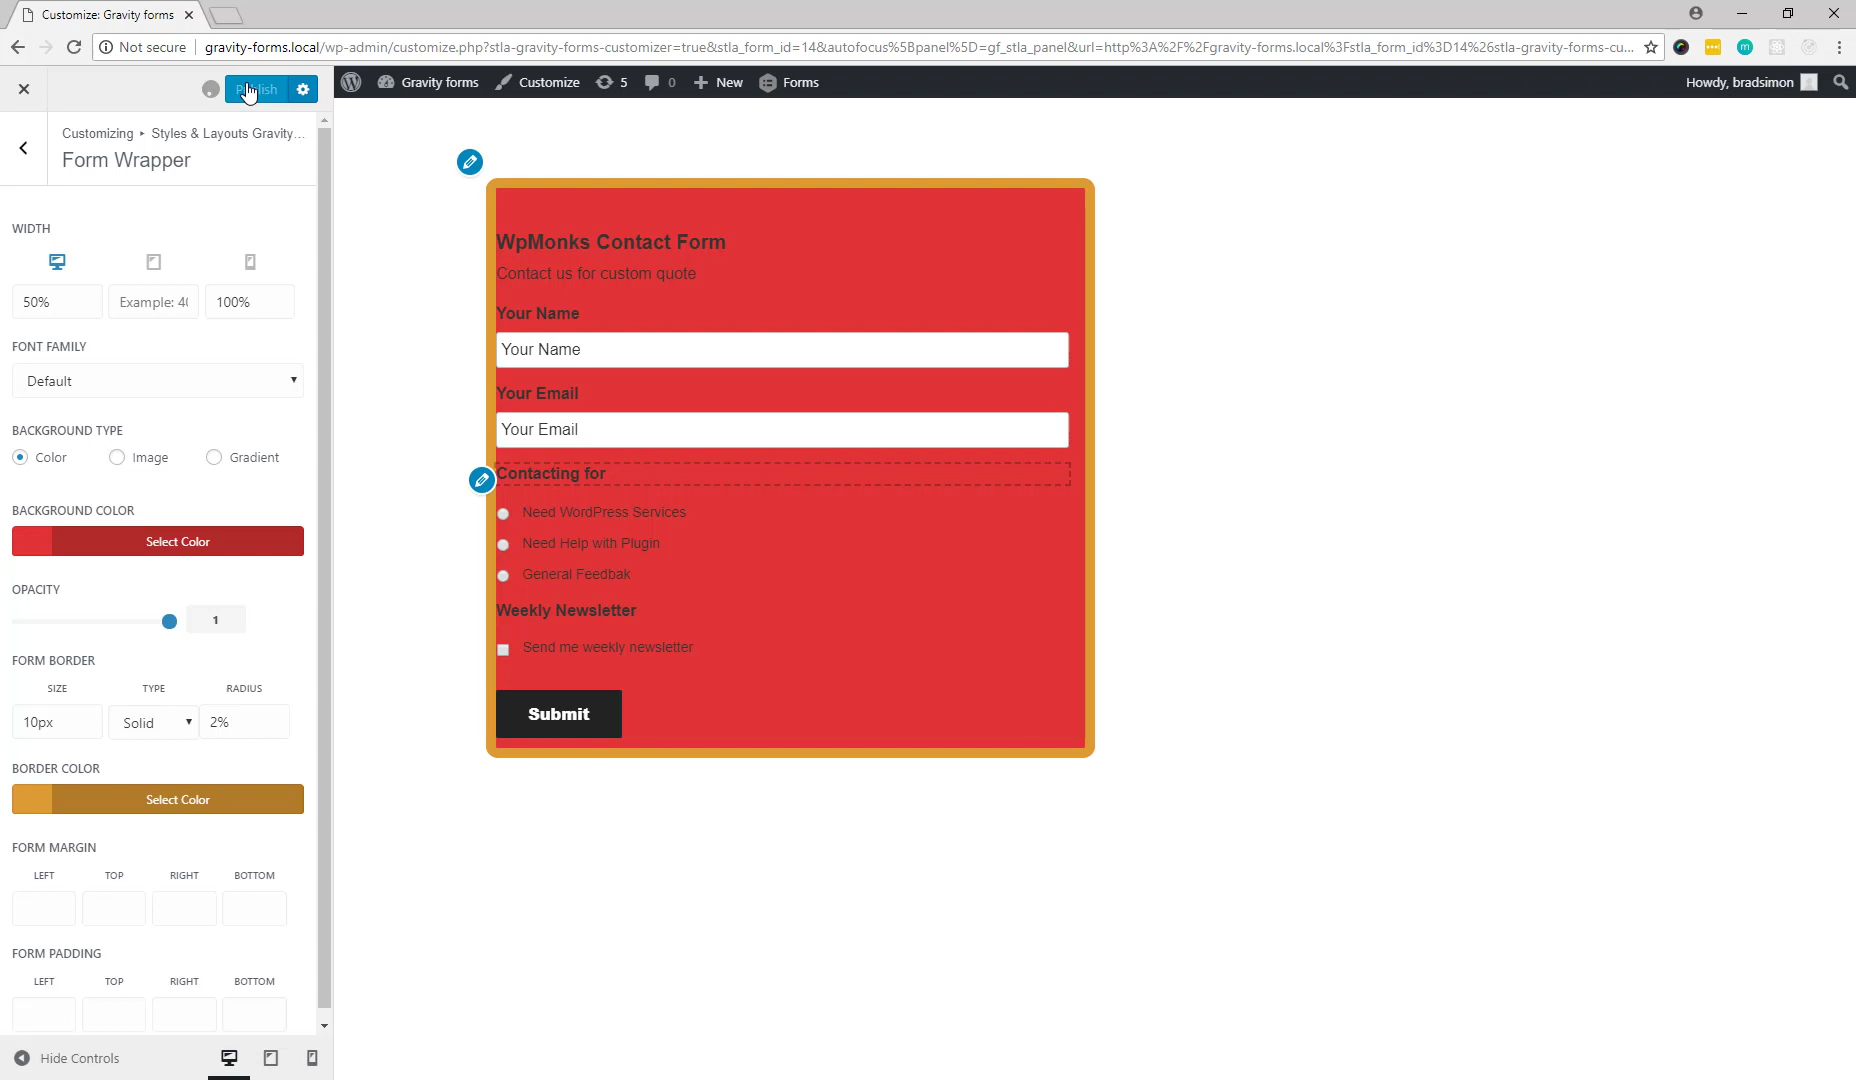 Customize: Gravity forms
Not secure
gravity-forms.local/wp-admin/customize.php?stla-gravity-forms-customizer=true&stla_form_id=14&autofocus%5Bpanel%5D=gf_stla_panel&url=http%3A%2F%2Fgravity-forms.local%3Fstla_form_id%3D14%26stla-gravity-forms-cu...
Gravity forms
Customize
5
0
New
Forms
Howdy, bradsimon
Customizing ▸ Styles & Layouts Gravity...
Form Wrapper
WIDTH
50%
Example: 4
100%
FONT FAMILY
Default
BACKGROUND TYPE
Color
Image
Gradient
BACKGROUND COLOR
Select Color
OPACITY
1
FORM BORDER
SIZE
TYPE
RADIUS
10px
Solid
2%
BORDER COLOR
Select Color
FORM MARGIN
LEFT
TOP
RIGHT
BOTTOM
FORM PADDING
LEFT
TOP
RIGHT
BOTTOM
Hide Controls
WpMonks Contact Form
Contact us for custom quote
Your Name
Your Name
Your Email
Your Email
Contacting for
Need WordPress Services
Need Help with Plugin
General Feedbak
Weekly Newsletter
Send me weekly newsletter
Submit